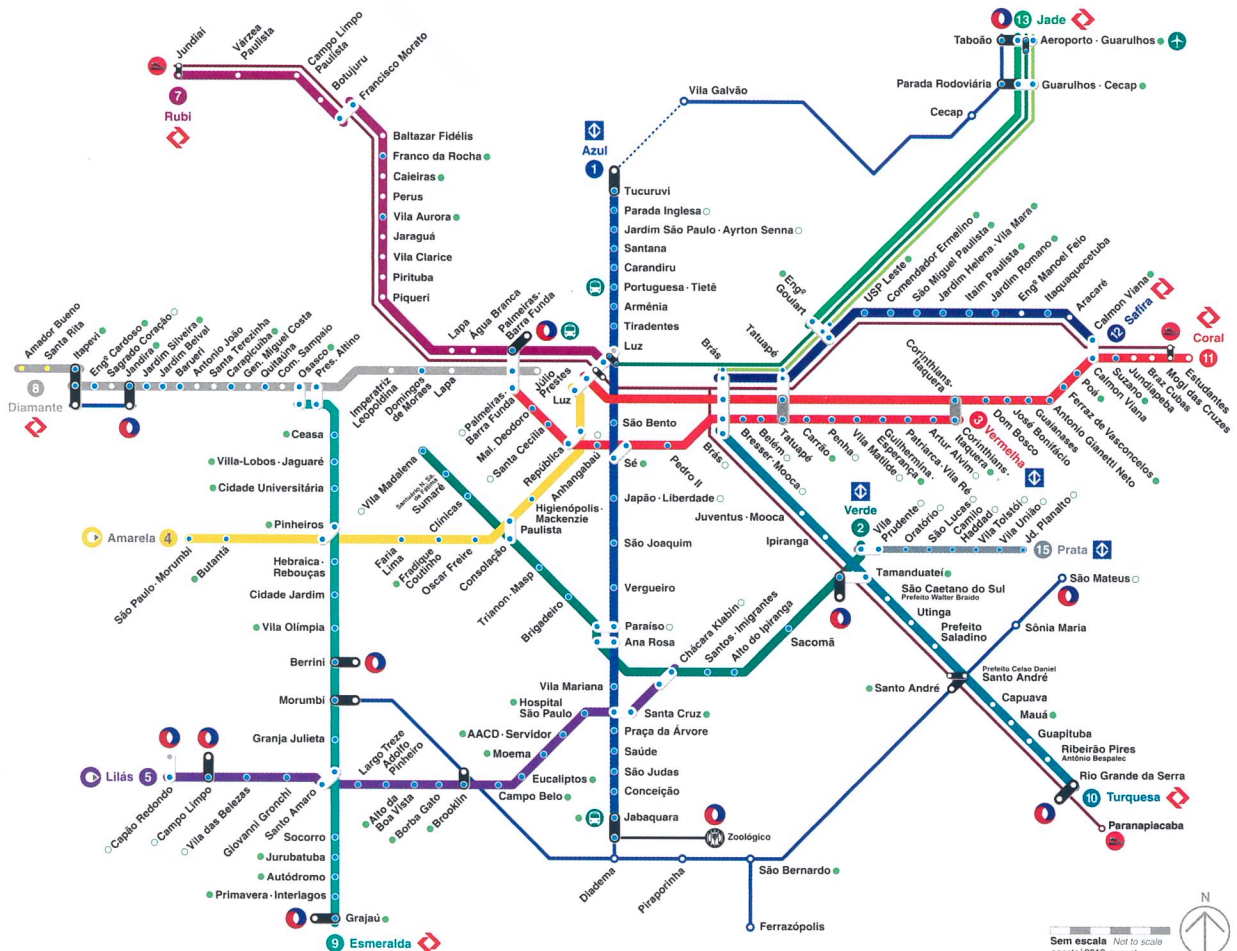 Jundiaí
Várzea
Paulista
Campo Limpo
Paulista
Botujuru
Francisco Morato
7
Rubi
Baltazar Fidélis
Franco da Rocha
Caieiras
Perus
Vila Aurora
Jaraguá
Vila Clarice
Pirituba
Piqueri
Lapa
Água Branca
Palmeiras-
Barra Funda
13 Jade
Taboão
Aeroporto · Guarulhos
Parada Rodoviária
Guarulhos · Cecap
Cecap
Vila Galvão
Azul
1
Tucuruvi
Parada Inglesa
Jardim São Paulo · Ayrton Senna
Santana
Carandiru
Portuguesa · Tietê
Armênia
Tiradentes
Luz
São Bento
Sé
Japão · Liberdade
São Joaquim
Vergueiro
Paraíso
Ana Rosa
Vila Mariana
Santa Cruz
Praça da Árvore
Saúde
São Judas
Conceição
Jabaquara
Zoológico
Brás
Tatuapé
Engº
Goulart
USP Leste
Comendador Ermelino
São Miguel Paulista
Jardim Helena · Vila Mara
Itaim Paulista
Jardim Romano
Engº Manoel Feio
Itaquaquecetuba
Aracaré
Calmon Viana
12 Safira
Coral
11
Estudantes
Mogi das Cruzes
Braz Cubas
Jundiapeba
Suzano
Calmon Viana
Poá
Ferraz de Vasconcelos
Antonio Gianetti Neto
Guaianases
José Bonifácio
Dom Bosco
Corinthians-
Itaquera
3 Vermelha
Corinthians-
Itaquera
Artur Alvim
Patriarca · Vila Ré
Guilhermina·
Esperança
Vila
Matilde
Penha
Carrão
Tatuapé
Belém
Bresser · Mooca
Brás
Pedro II
Anhangabaú
República
Santa Cecília
Mal. Deodoro
Palmeiras-
Barra Funda
Júlio
Prestes
Luz
Amador Bueno
Santa Rita
Itapevi
Engº Cardoso
Sagrado Coração
Jandira
Jardim Silveira
Jardim Belval
Barueri
Antonio João
Santa Terezinha
Carapicuíba
Gen. Miguel Costa
Quitaúna
Com. Sampaio
Osasco
Pres. Altino
Imperatriz
Leopoldina
Domingos
de Moraes
Lapa
8
Diamante
Ceasa
Villa-Lobos · Jaguaré
Cidade Universitária
Pinheiros
Hebraica ·
Rebouças
Cidade Jardim
Vila Olímpia
Berrini
Morumbi
Granja Julieta
Santo Amaro
Socorro
Jurubatuba
Autódromo
Primavera · Interlagos
Grajaú
9 Esmeralda
Amarela 4
São Paulo · Morumbi
Butantã
Faria
Lima
Fradique
Coutinho
Oscar Freire
Paulista
Higienópolis ·
Mackenzie
Vila Madalena
Santuário N. Sa.
de Fátima
Sumaré
Clínicas
Consolação
Trianon · Masp
Brigadeiro
Chácara Klabin
Santos · Imigrantes
Alto do Ipiranga
Sacomã
Tamanduateí
Verde
2
Vila
Prudente
Oratório
São Lucas
Camilo
Haddad
Vila Tolstói
Vila União
Jd. Planalto
15 Prata
Lilás 5
Capão Redondo
Campo Limpo
Vila das Belezas
Giovanni Gronchi
Largo Treze
Adolfo
Pinheiro
Alto da
Boa Vista
Borba Gato
Brooklin
Campo Belo
Eucaliptos
Moema
AACD · Servidor
Hospital
São Paulo
Juventus · Mooca
Ipiranga
São Caetano do Sul
Prefeito Walter Braido
Utinga
Prefeito
Saladino
Prefeito Celso Daniel
Santo André
Santo André
Capuava
Mauá
Guapituba
Ribeirão Pires
Antônio Bespalec
Rio Grande da Serra
10 Turquesa
Paranapiacaba
São Mateus
Sônia Maria
Diadema
Piraporinha
São Bernardo
Ferrazópolis
N
Sem escala Not to scale